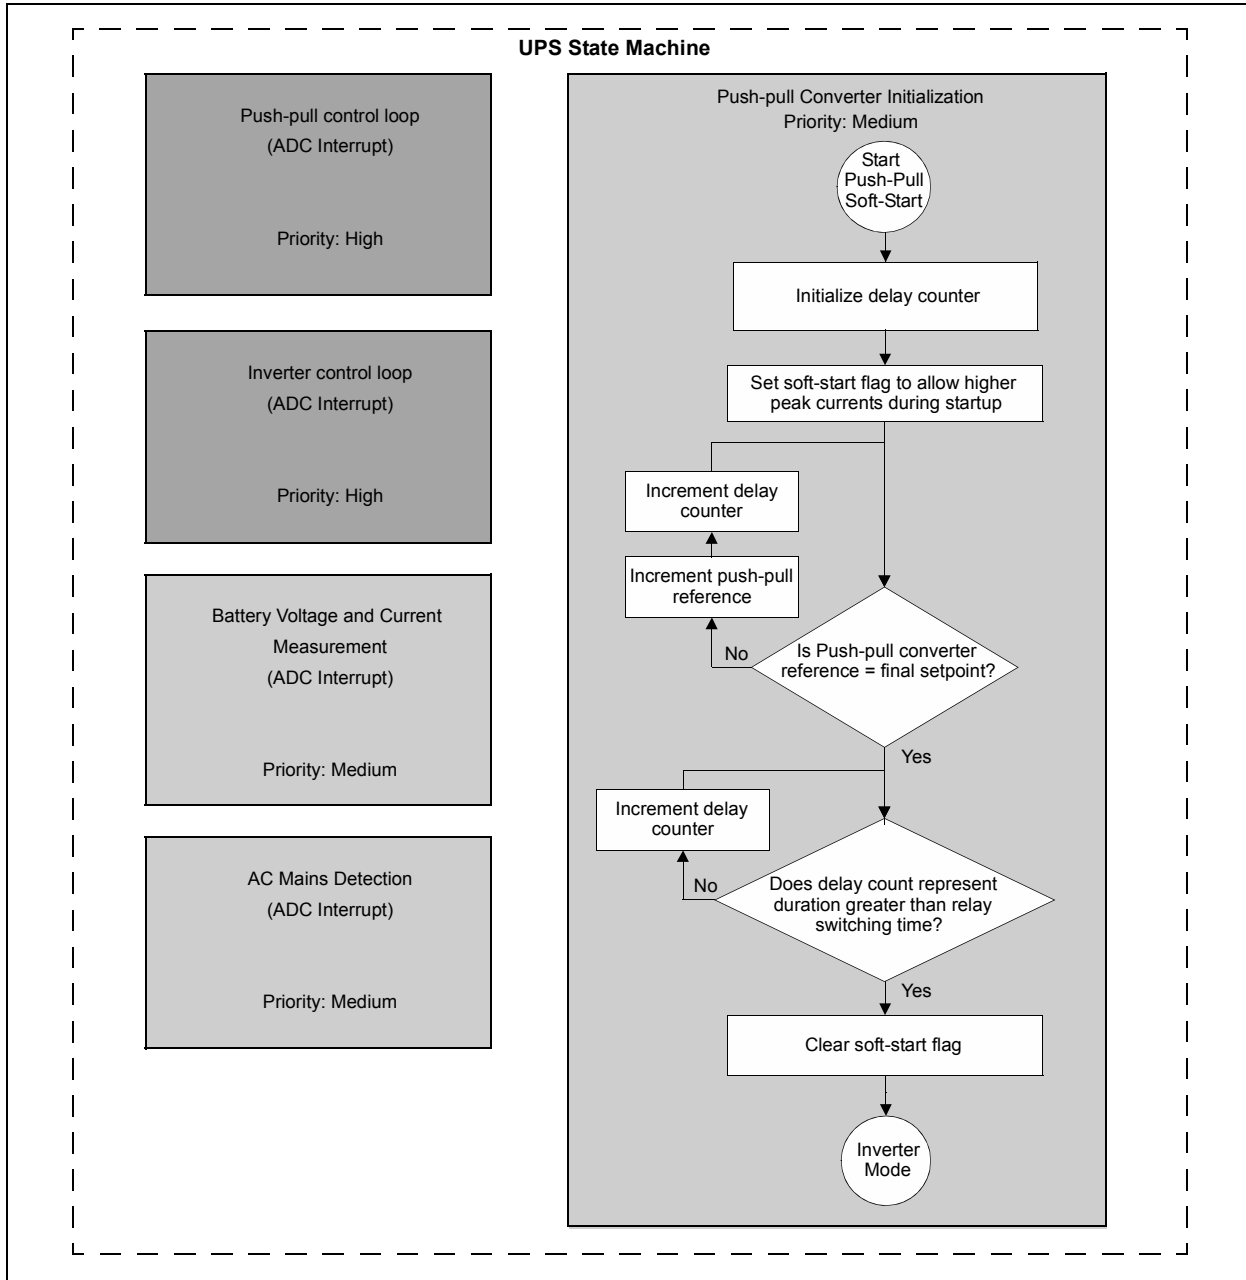 UPS State Machine
Push-pull control loop
(ADC Interrupt)
Priority: High
Inverter control loop
(ADC Interrupt)
Priority: High
Battery Voltage and Current
Measurement
(ADC Interrupt)
Priority: Medium
AC Mains Detection
(ADC Interrupt)
Priority: Medium
Push-pull Converter Initialization
Priority: Medium
Start
Push-Pull
Soft-Start
Initialize delay counter
Set soft-start flag to allow higher
peak currents during startup
Increment delay
counter
Increment push-pull
reference
No
Is Push-pull converter
reference = final setpoint?
Yes
Increment delay
counter
No
Does delay count represent
duration greater than relay
switching time?
Yes
Clear soft-start flag
Inverter
Mode